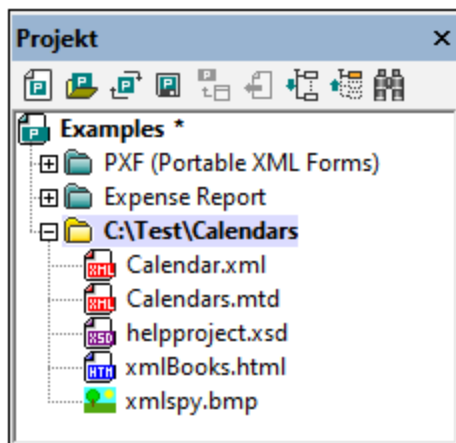 Projekt
Examples *
PXF (Portable XML Forms)
Expense Report
C:\Test\Calendars
Calendar.xml
Calendars.mtd
helpproject.xsd
xmlBooks.html
xmlspy.bmp